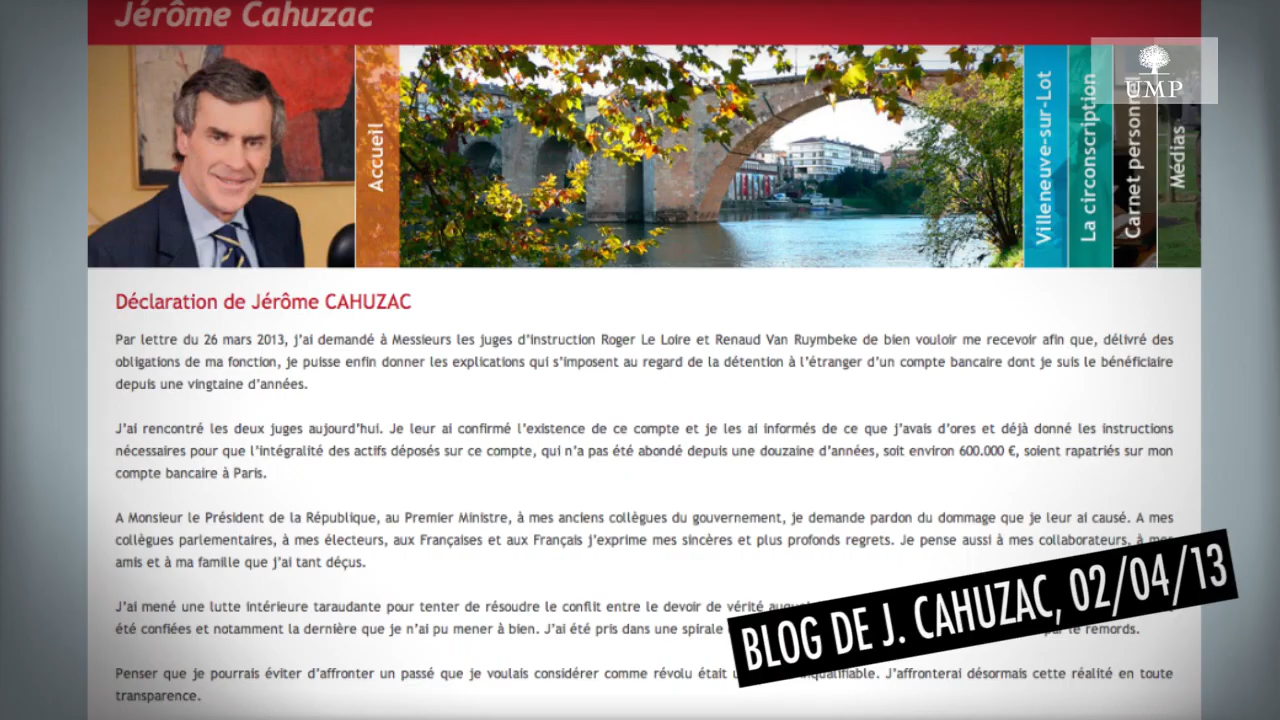 Jérôme Cahuzac
UMP
Accueil
Villeneuve-sur-Lot
La circonscription
Carnet personnel
Médias
Déclaration de Jérôme CAHUZAC
Par lettre du 26 mars 2013, j'ai demandé à Messieurs les juges d'instruction Roger Le Loire et Renaud Van Ruymbeke de bien vouloir me recevoir afin que, délivré des
obligations de ma fonction, je puisse enfin donner les explications qui s'imposent au regard de la détention à l'étranger d'un compte bancaire dont je suis le bénéficiaire
depuis une vingtaine d'années.
J'ai rencontré les deux juges aujourd'hui. Je leur ai confirmé l'existence de ce compte et je les ai informés de ce que j'avais d'ores et déjà donné les instructions
nécessaires pour que l'intégralité des actifs déposés sur ce compte, qui n'a pas été abondé depuis une douzaine d'années, soit environ 600.000 €, soient rapatriés sur mon
compte bancaire à Paris.
A Monsieur le Président de la République, au Premier Ministre, à mes anciens collègues du gouvernement, je demande pardon du dommage que je leur ai causé. A mes
collègues parlementaires, à mes électeurs, aux Françaises et aux Français j'exprime mes sincères et plus profonds regrets. Je pense aussi à mes collaborateurs, à mes
amis et à ma famille que j'ai tant déçus.
J'ai mené une lutte intérieure taraudante pour tenter de résoudre le conflit entre le devoir de vérité
été confiées et notamment la dernière que je n'ai pu mener à bien. J'ai été pris dans une spirale le remords.
Penser que je pourrais éviter d'affronter un passé que je voulais considérer comme révolu était inqualifiable. J'affronterai désormais cette réalité en toute
transparence.
BLOG DE J. CAHUZAC, 02/04/13